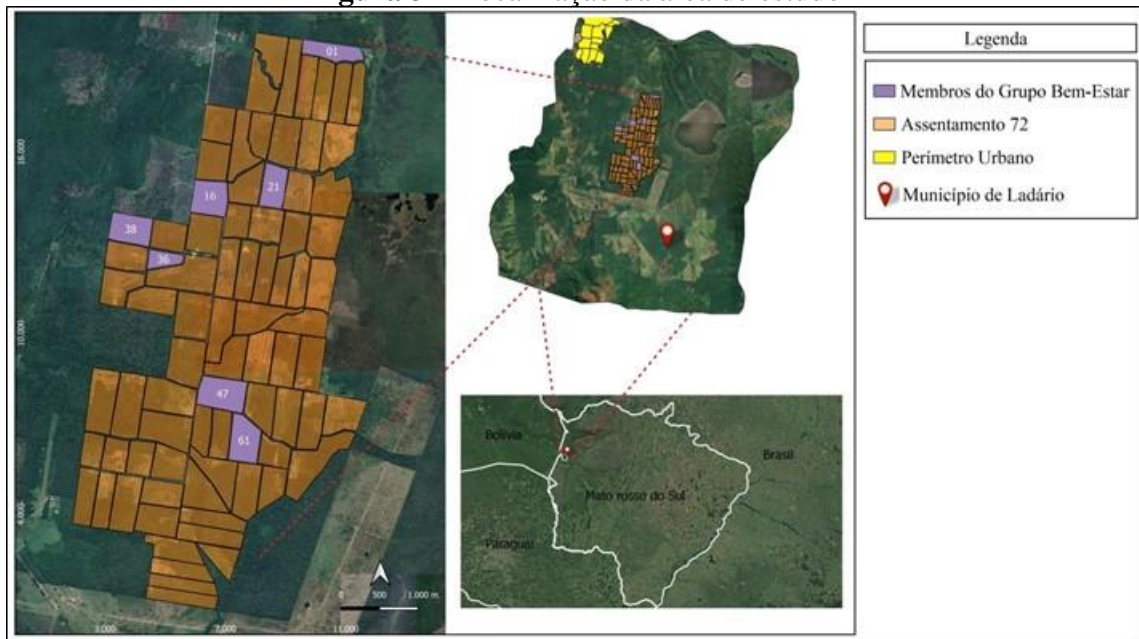 01
16
21
38
36
47
61
16.000
10.000
4.000
3.000
7.000
11.000
0 500 1.000 m
Bolívia
Brasil
Mato rosso do Sul
Paraguai
Legenda
Membros do Grupo Bem-Estar
Assentamento 72
Perímetro Urbano
Município de Ladário